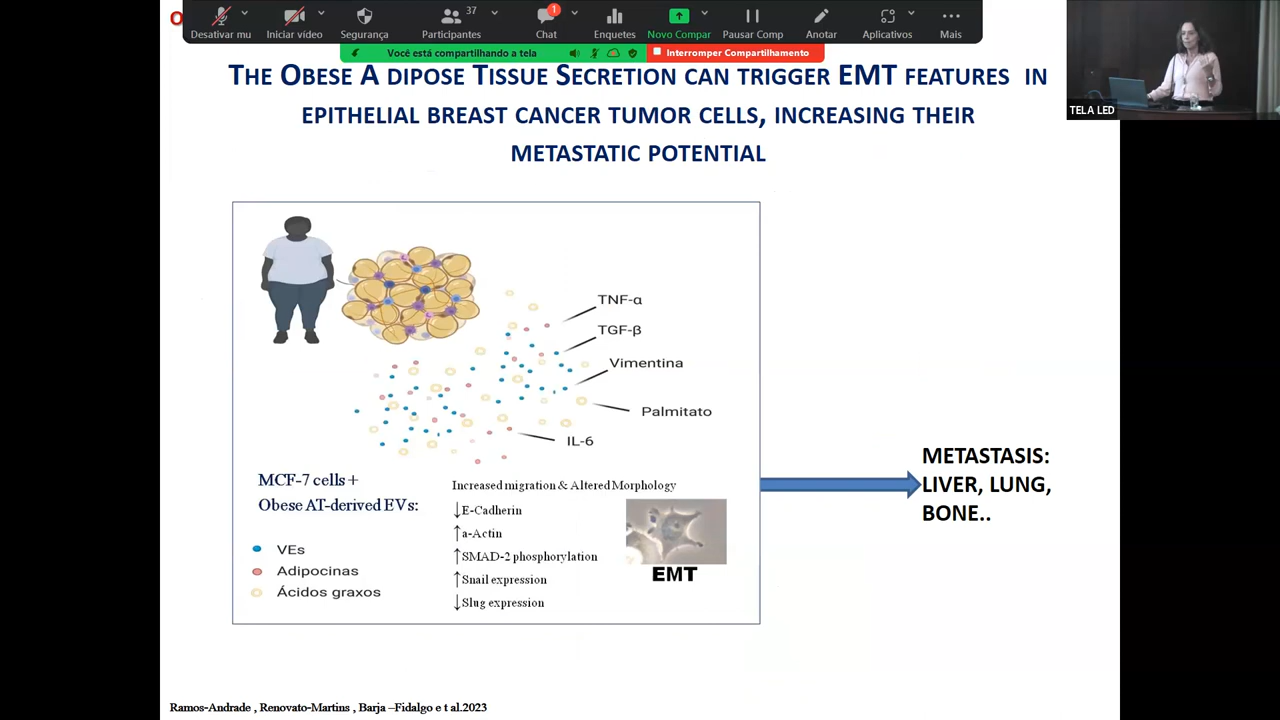 O
Desativar mu
Iniciar vídeo
Segurança
Participantes
37
Chat
1
Enquetes
Novo Compar
Pausar Comp
Anotar
Aplicativos
Mais
Você está compartilhando a tela
Interromper Compartilhamento
TELA LED
THE OBESE A DIPOSE TISSUE SECRETION CAN TRIGGER EMT FEATURES IN
EPITHELIAL BREAST CANCER TUMOR CELLS, INCREASING THEIR
METASTATIC POTENTIAL
TNF-α
TGF-β
Vimentina
Palmitato
IL-6
MCF-7 cells +
Obese AT-derived EVs:
VEs
Adipocinas
Ácidos graxos
Increased migration & Altered Morphology
↓E-Cadherin
↑a-Actin
↑SMAD-2 phosphorylation
↑Snail expression
↓Slug expression
EMT
METASTASIS:
LIVER, LUNG,
BONE..
Ramos-Andrade , Renovato-Martins , Barja –Fidalgo e t al.2023